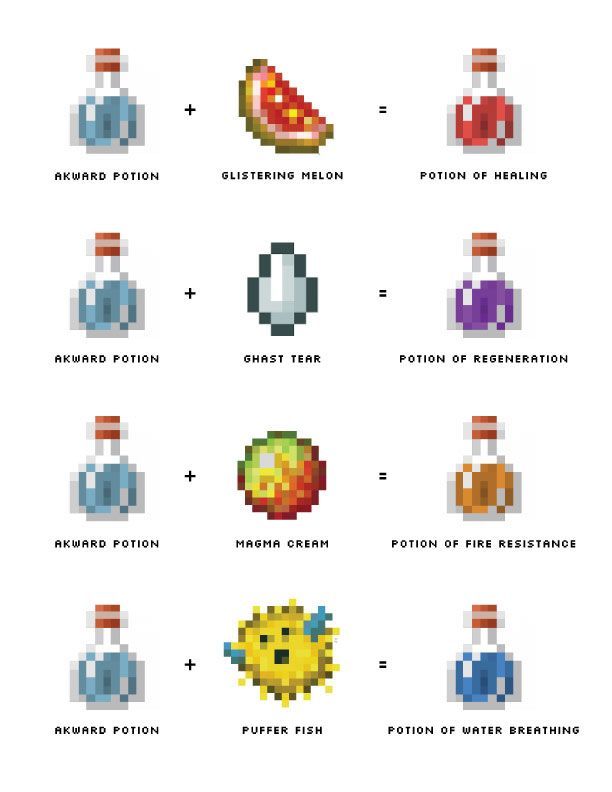 + =
AKWARD POTION GLISTERING MELON POTION OF HEALING
+ =
AKWARD POTION GHAST TEAR POTION OF REGENERATION
+ =
AKWARD POTION MAGMA CREAM POTION OF FIRE RESISTANCE
+ =
AKWARD POTION PUFFER FISH POTION OF WATER BREATHING